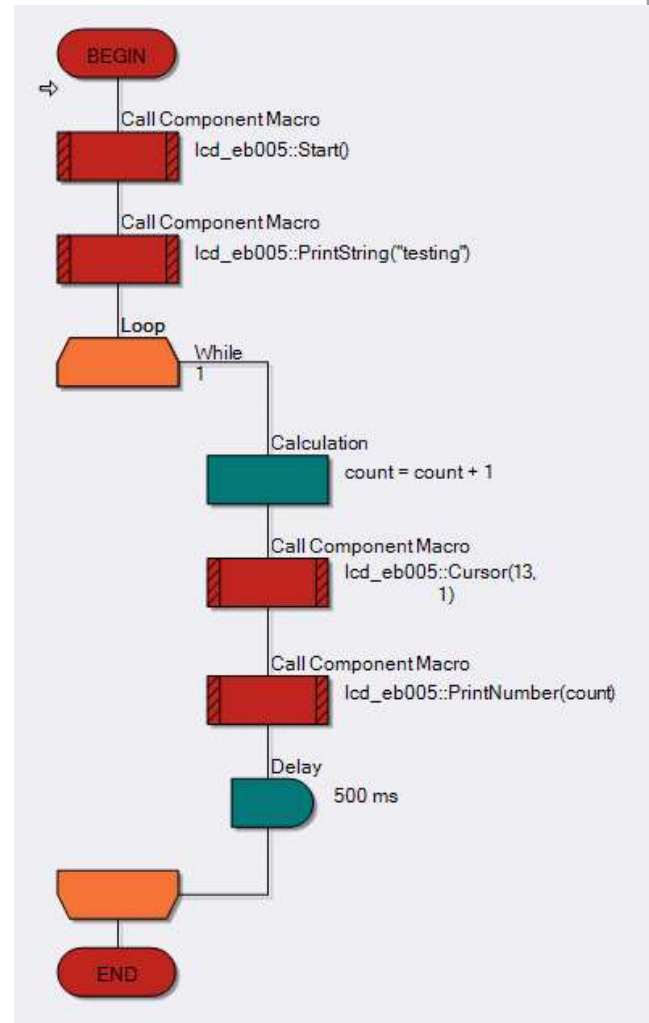 BEGIN
Call Component Macro
lcd_eb005::Start()
Call Component Macro
lcd_eb005::PrintString("testing")
Loop
While
1
Calculation
count = count + 1
Call Component Macro
lcd_eb005::Cursor(13,
1)
Call Component Macro
lcd_eb005::PrintNumber(count)
Delay
500 ms
END